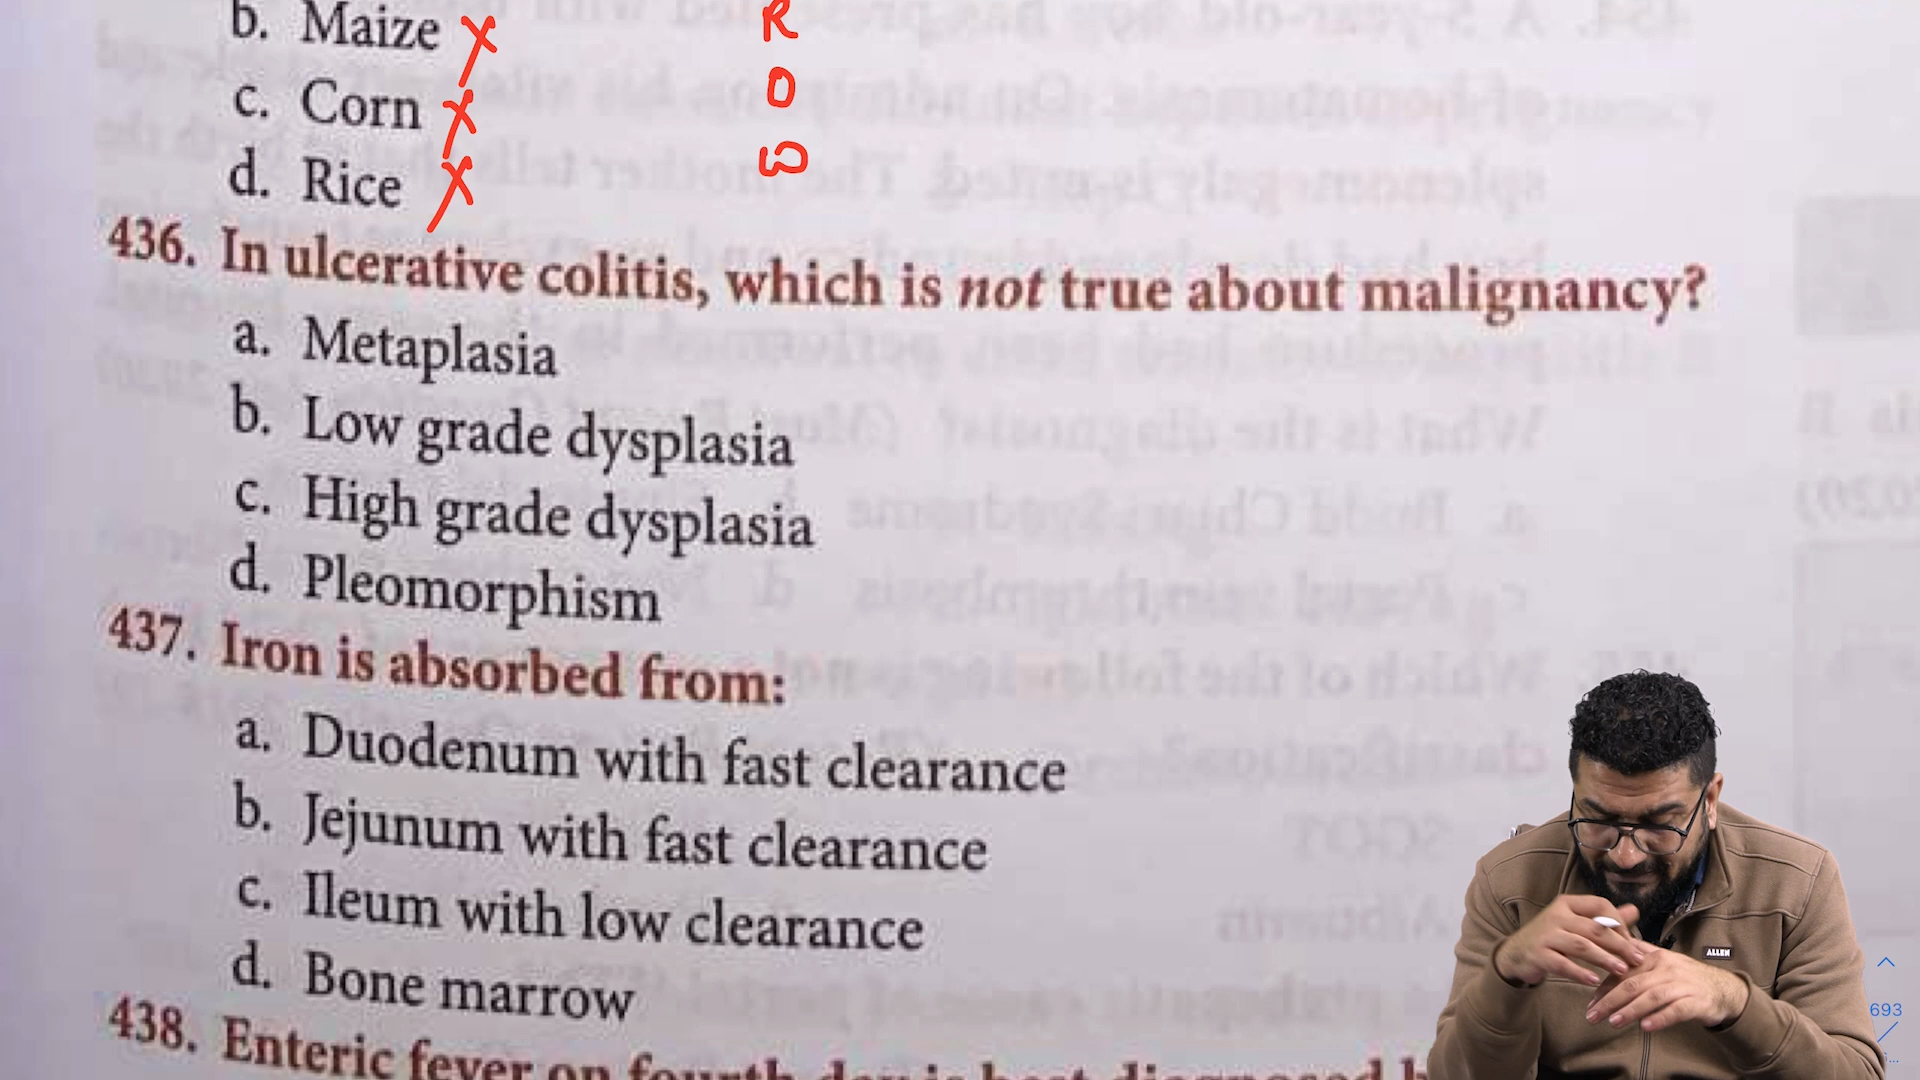 b. Maize x
R
c. Corn x
O
d. Rice x
W
436. In ulcerative colitis, which is not true about malignancy?
a. Metaplasia
b. Low grade dysplasia
c. High grade dysplasia
d. Pleomorphism
437. Iron is absorbed from:
a. Duodenum with fast clearance
b. Jejunum with fast clearance
c. Ileum with low clearance
d. Bone marrow
438. Enteric fever on fourth day is best diagnosed
ALLEN
693